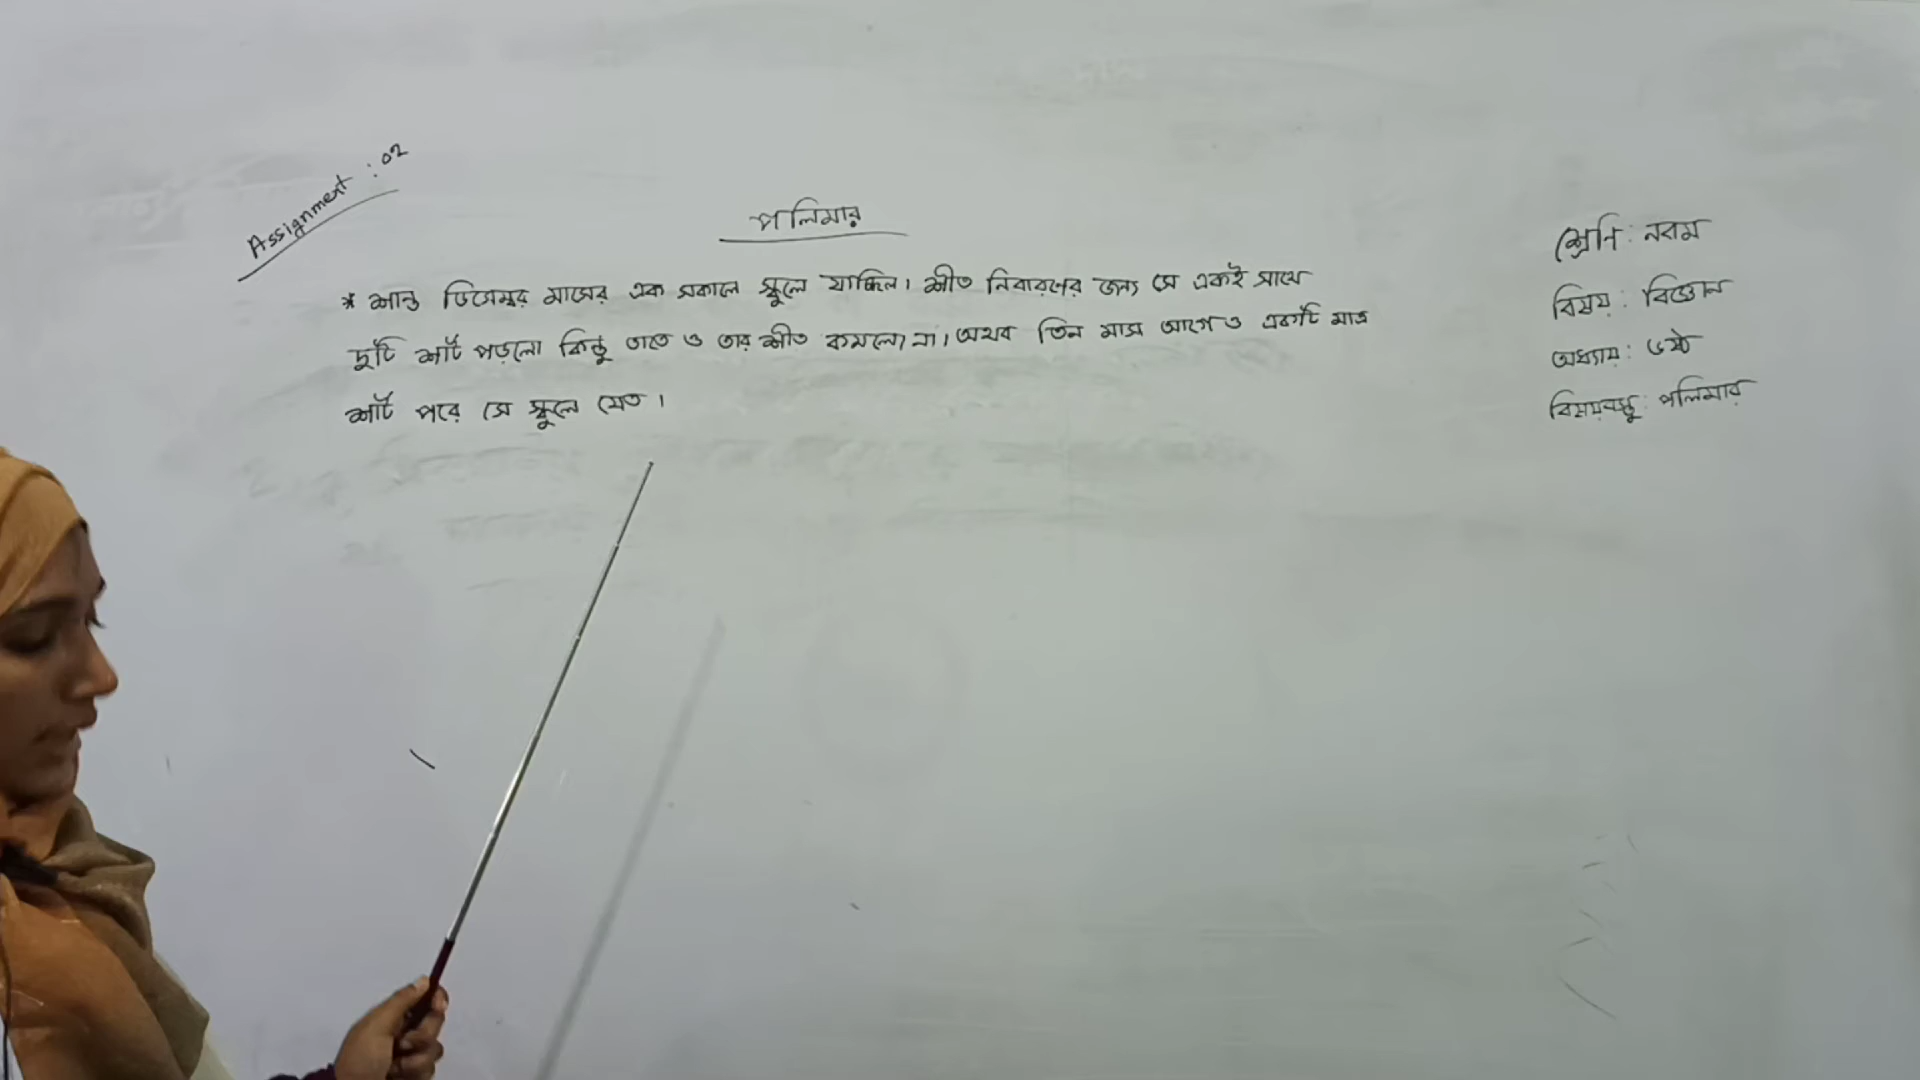 Assignment : 02
পলিমার
* শান্ত ডিসেম্বর মাসের এক সকালে স্কুলে যাচ্ছিল। শীত নিবারণের জন্য সে একই সাথে
দুটি শার্ট পড়লো কিন্তু তাতে ও তার শীত কমলো না। অথব তিন মাস আগেও একটি মাত্র
শার্ট পরে সে স্কুলে যেত।
শ্রেণি : নবম
বিষয় : বিজ্ঞান
অধ্যায় : ৬ষ্ঠ
বিষয়বস্তু : পলিমার